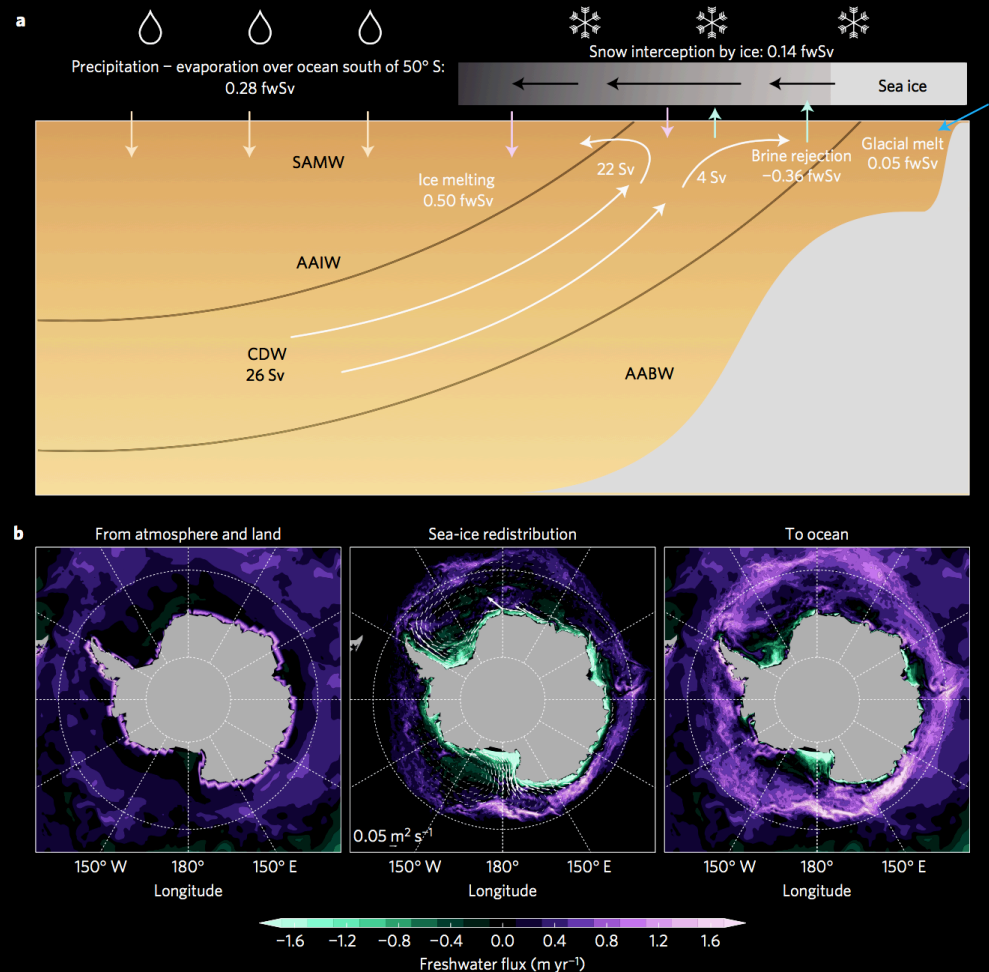 a
Snow interception by ice: 0.14 fwSv
Precipitation – evaporation over ocean south of 50° S:
0.28 fwSv
Sea ice
SAMW
Ice melting
0.50 fwSv
22 Sv
4 Sv
Brine rejection
−0.36 fwSv
Glacial melt
0.05 fwSv
AAIW
CDW
26 Sv
AABW
b
From atmosphere and land
Sea-ice redistribution
To ocean
0.05 m² s⁻¹
150° W 180° 150° E
Longitude
150° W 180° 150° E
Longitude
150° W 180° 150° E
Longitude
−1.6 −1.2 −0.8 −0.4 0.0 0.4 0.8 1.2 1.6
Freshwater flux (m yr⁻¹)